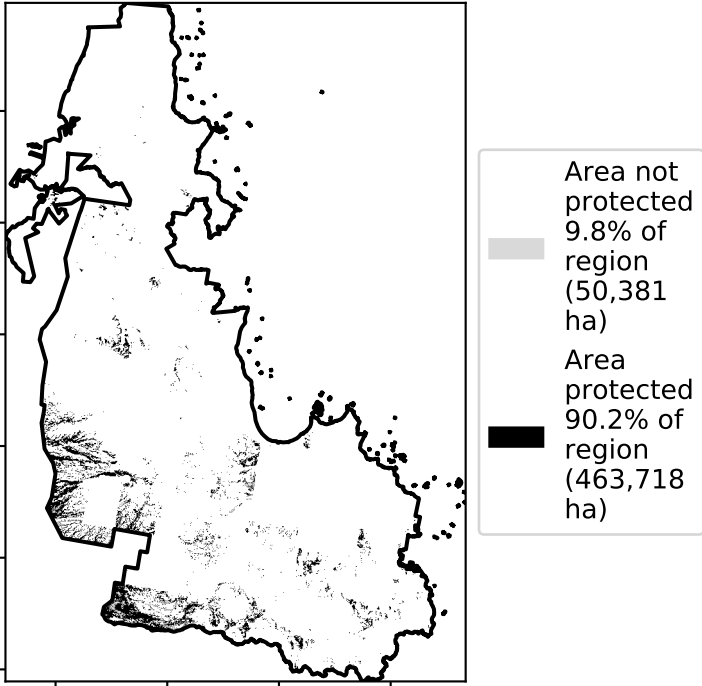 Area not
protected
9.8% of
region
(50,381
ha)
Area
protected
90.2% of
region
(463,718
ha)